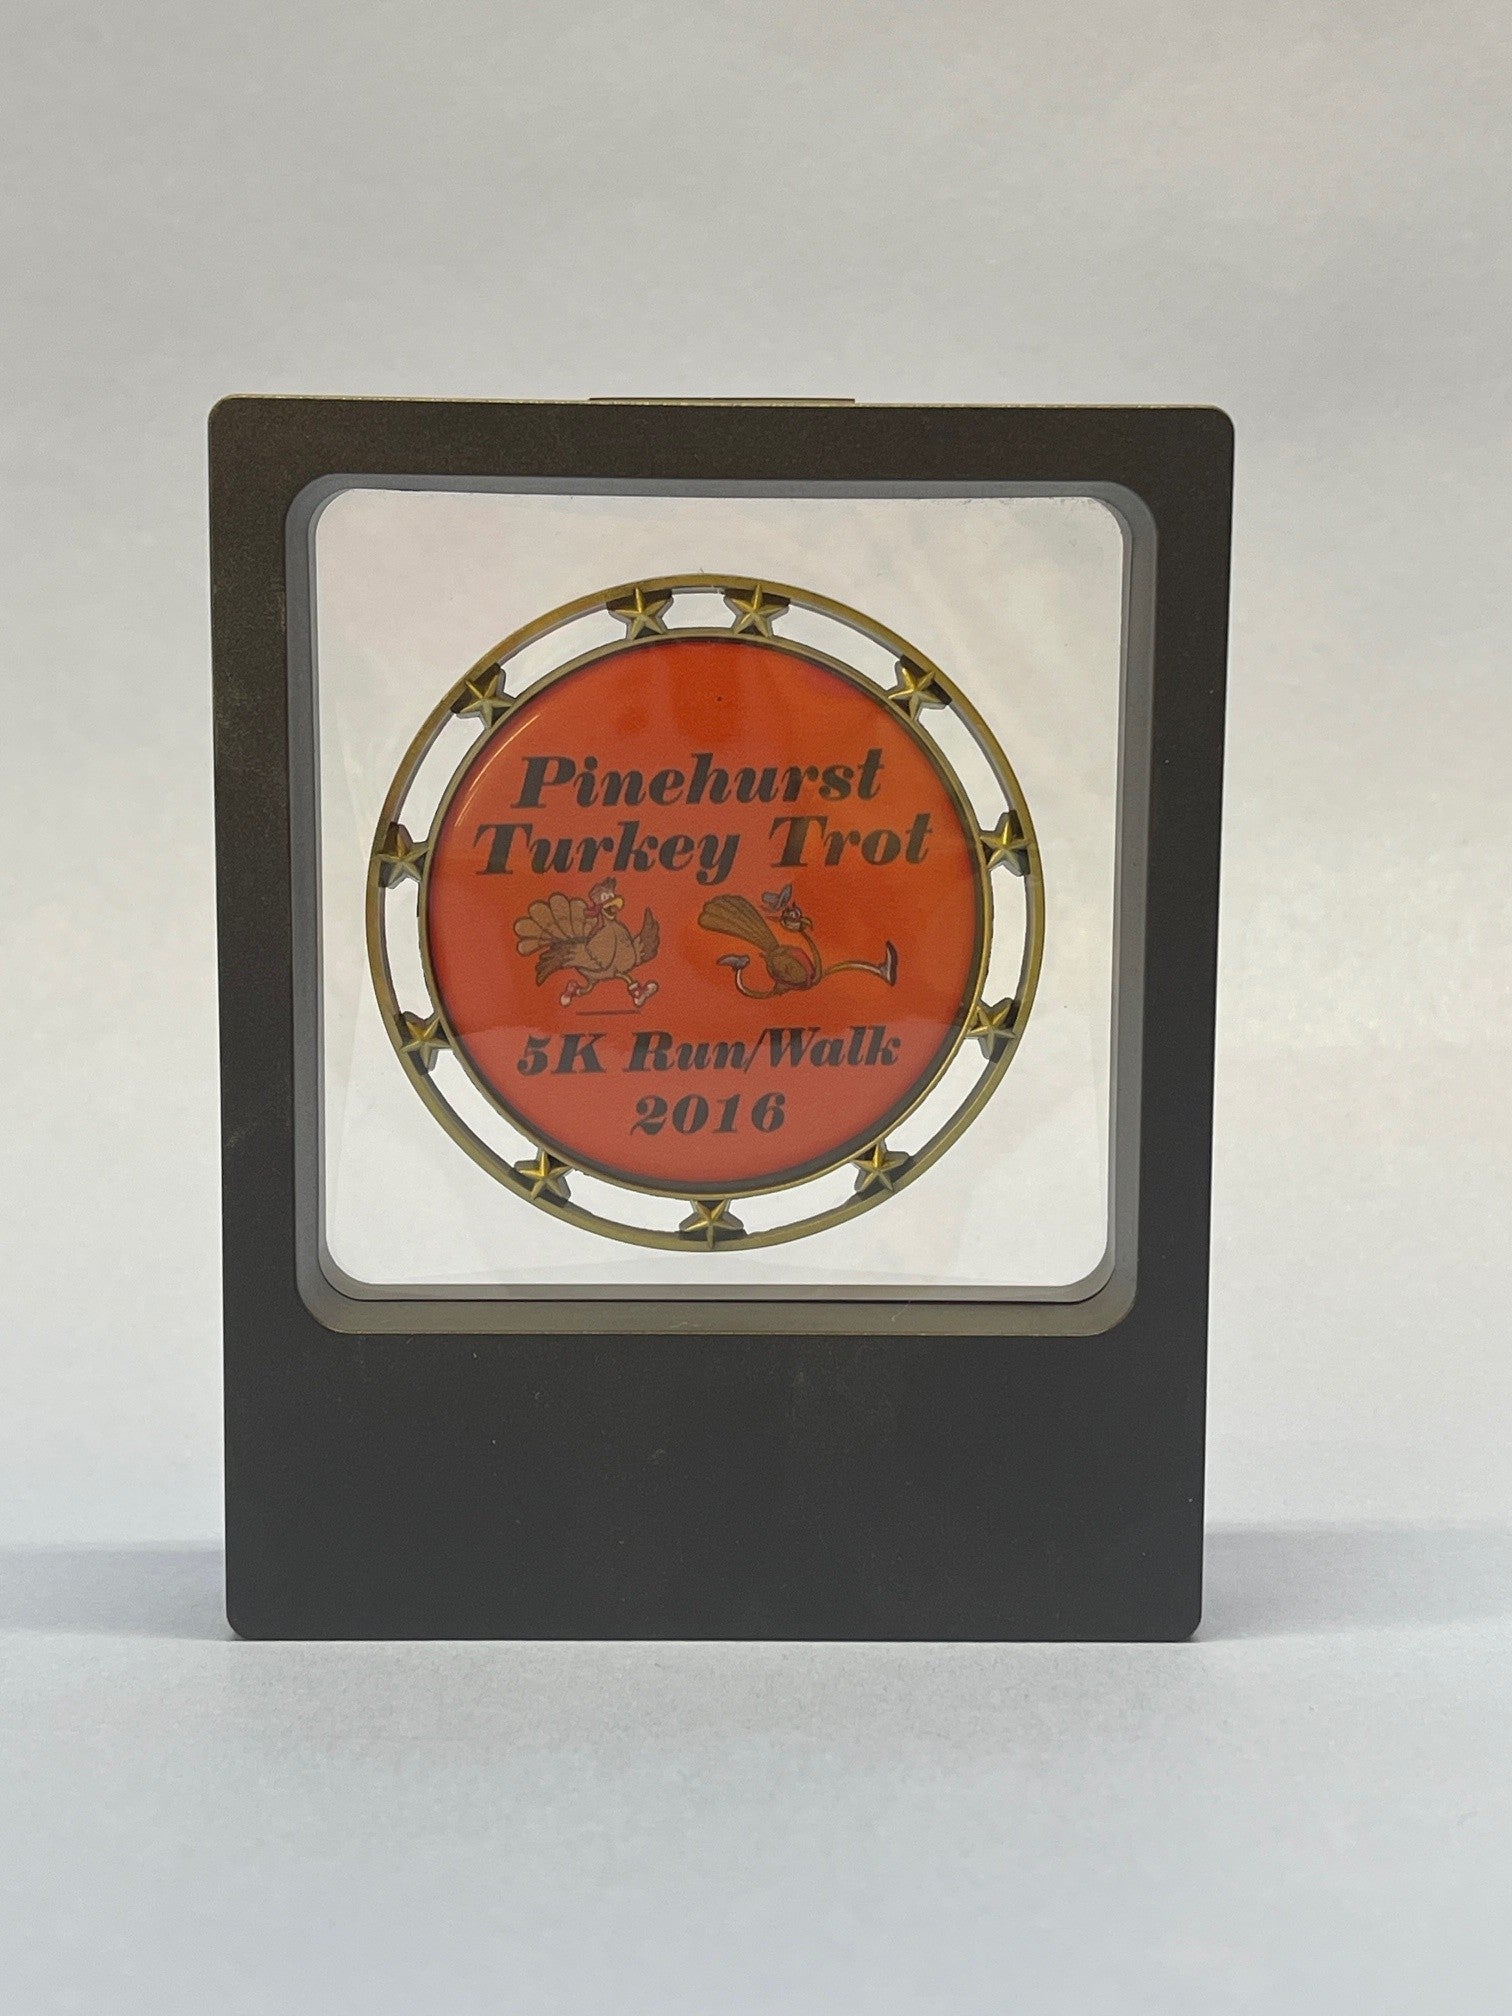 Pinehurst
Turkey Trot
5K Run/Walk
2016